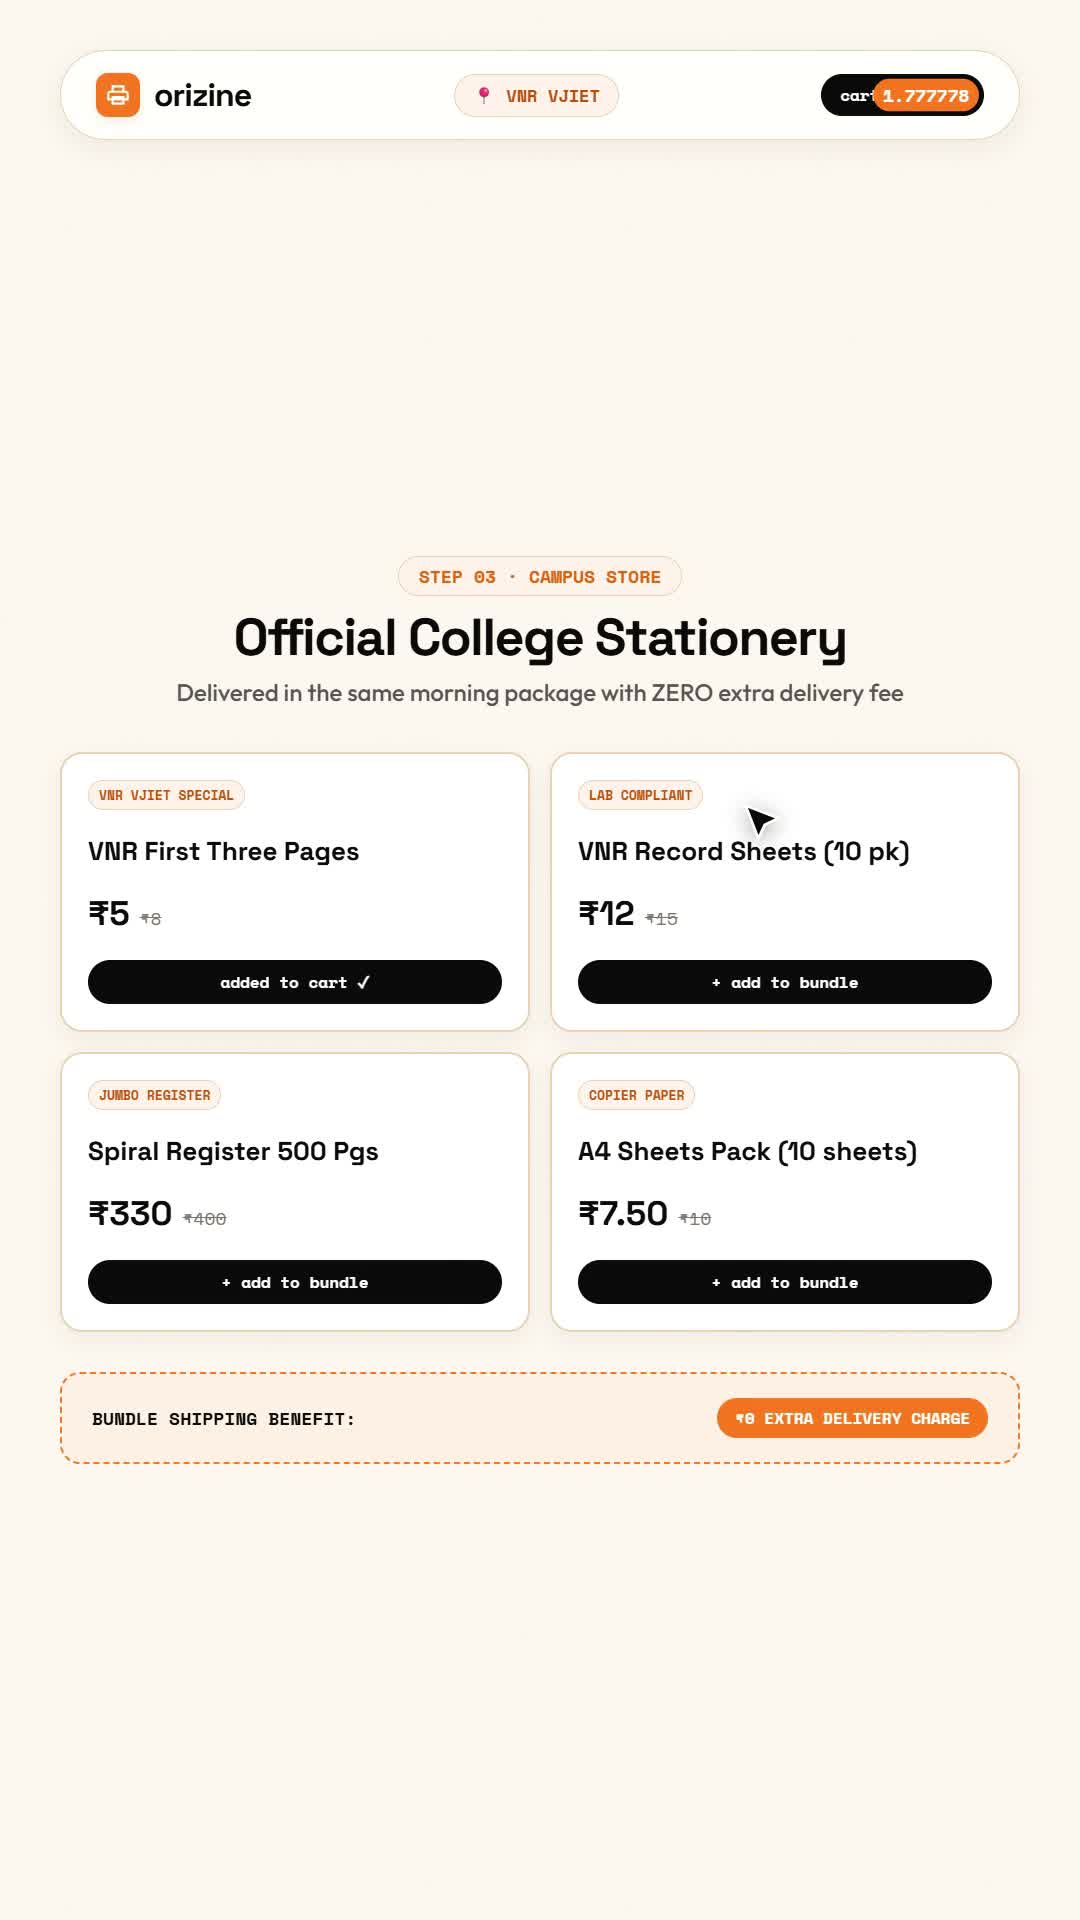 orizine
VNR VJIET
cart 1.777778
STEP 03 · CAMPUS STORE
Official College Stationery
Delivered in the same morning package with ZERO extra delivery fee
VNR VJIET SPECIAL
VNR First Three Pages
₹5 ₹8
added to cart ✓
LAB COMPLIANT
VNR Record Sheets (10 pk)
₹12 ₹15
+ add to bundle
JUMBO REGISTER
Spiral Register 500 Pgs
₹330 ₹400
+ add to bundle
COPIER PAPER
A4 Sheets Pack (10 sheets)
₹7.50 ₹10
+ add to bundle
BUNDLE SHIPPING BENEFIT:
₹0 EXTRA DELIVERY CHARGE